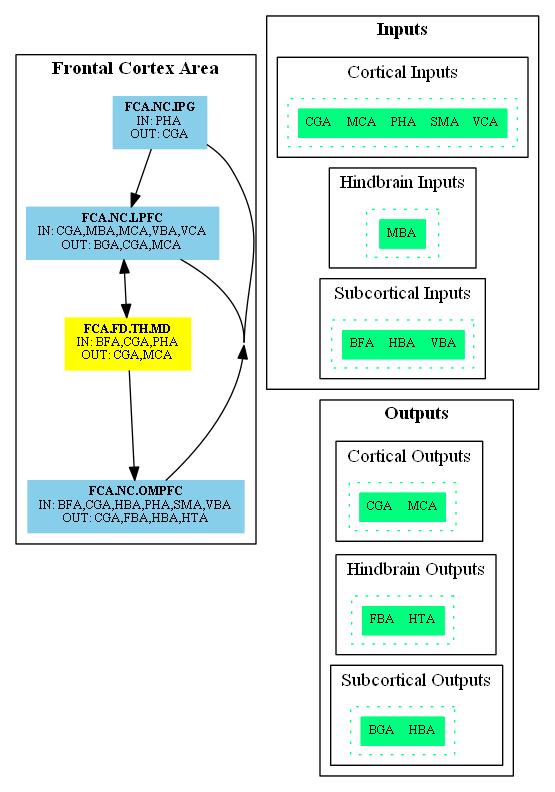 Frontal Cortex Area
FCA.NC.IPG
IN: PHA
OUT: CGA
FCA.NC.LPFC
IN: CGA,MBA,MCA,VBA,VCA
OUT: BGA,CGA,MCA
FCA.FD.TH.MD
IN: BFA,CGA,PHA
OUT: CGA,MCA
FCA.NC.OMPFC
IN: BFA,CGA,HBA,PHA,SMA,VBA
OUT: CGA,FBA,HBA,HTA
Inputs
Cortical Inputs
CGA MCA PHA SMA VCA
Hindbrain Inputs
MBA
Subcortical Inputs
BFA HBA VBA
Outputs
Cortical Outputs
CGA MCA
Hindbrain Outputs
FBA HTA
Subcortical Outputs
BGA HBA